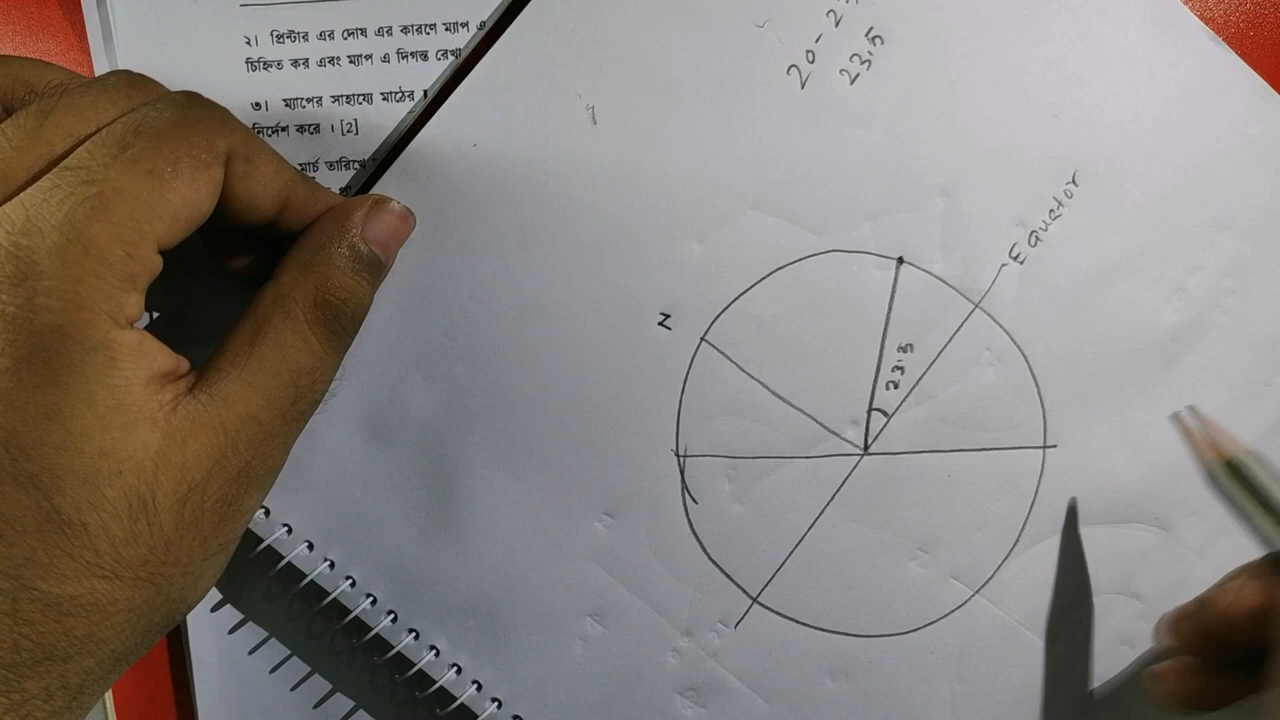 ২। প্রিন্টার এর দোষ এর কারণে ম্যাপ এ
চিহ্নিত কর এবং ম্যাপ এ দিগন্ত রেখা
৩। ম্যাপের সাহায্যে মাঠের
নির্দেশ করে । [2]
মার্চ তারিখে
20-2
23.5
Equator
N
23.5